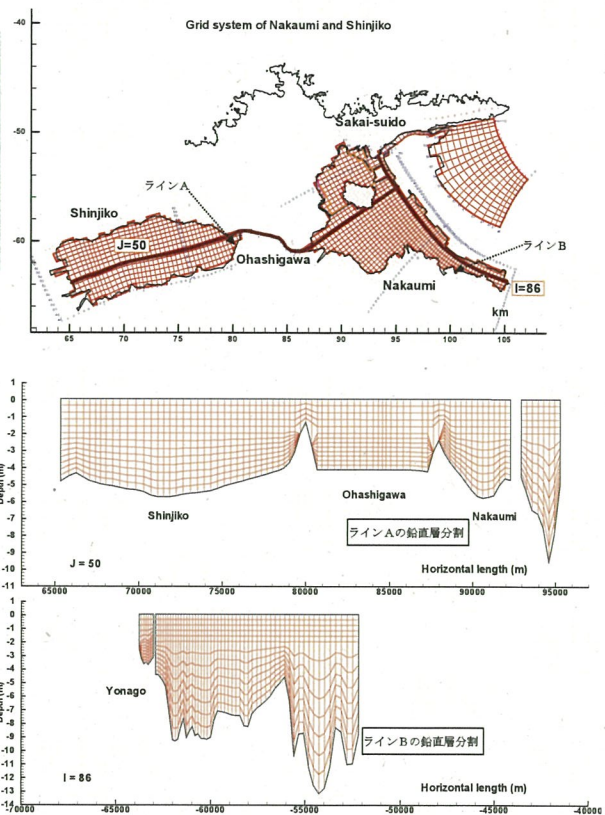 Grid system of Nakaumi and Shinjiko
-40
-50
-60
Sakai-suido
ラインA
Shinjiko
J=50
Ohashigawa
ラインB
Nakaumi
I=86
km
65 70 75 80 85 90 95 100 105
1
0
-1
-2
-3
-4
-5
-6
-7
-8
-9
-10
-11
Depth (m)
Shinjiko
Ohashigawa
Nakaumi
ラインAの鉛直層分割
J = 50
Horizontal length (m)
65000 70000 75000 80000 85000 90000 95000
1
0
-1
-2
-3
-4
-5
-6
-7
-8
-9
-10
-11
-12
-13
-14
Yonago
ラインBの鉛直層分割
I = 86
Horizontal length (m)
-70000 -65000 -60000 -55000 -50000 -45000 -40000